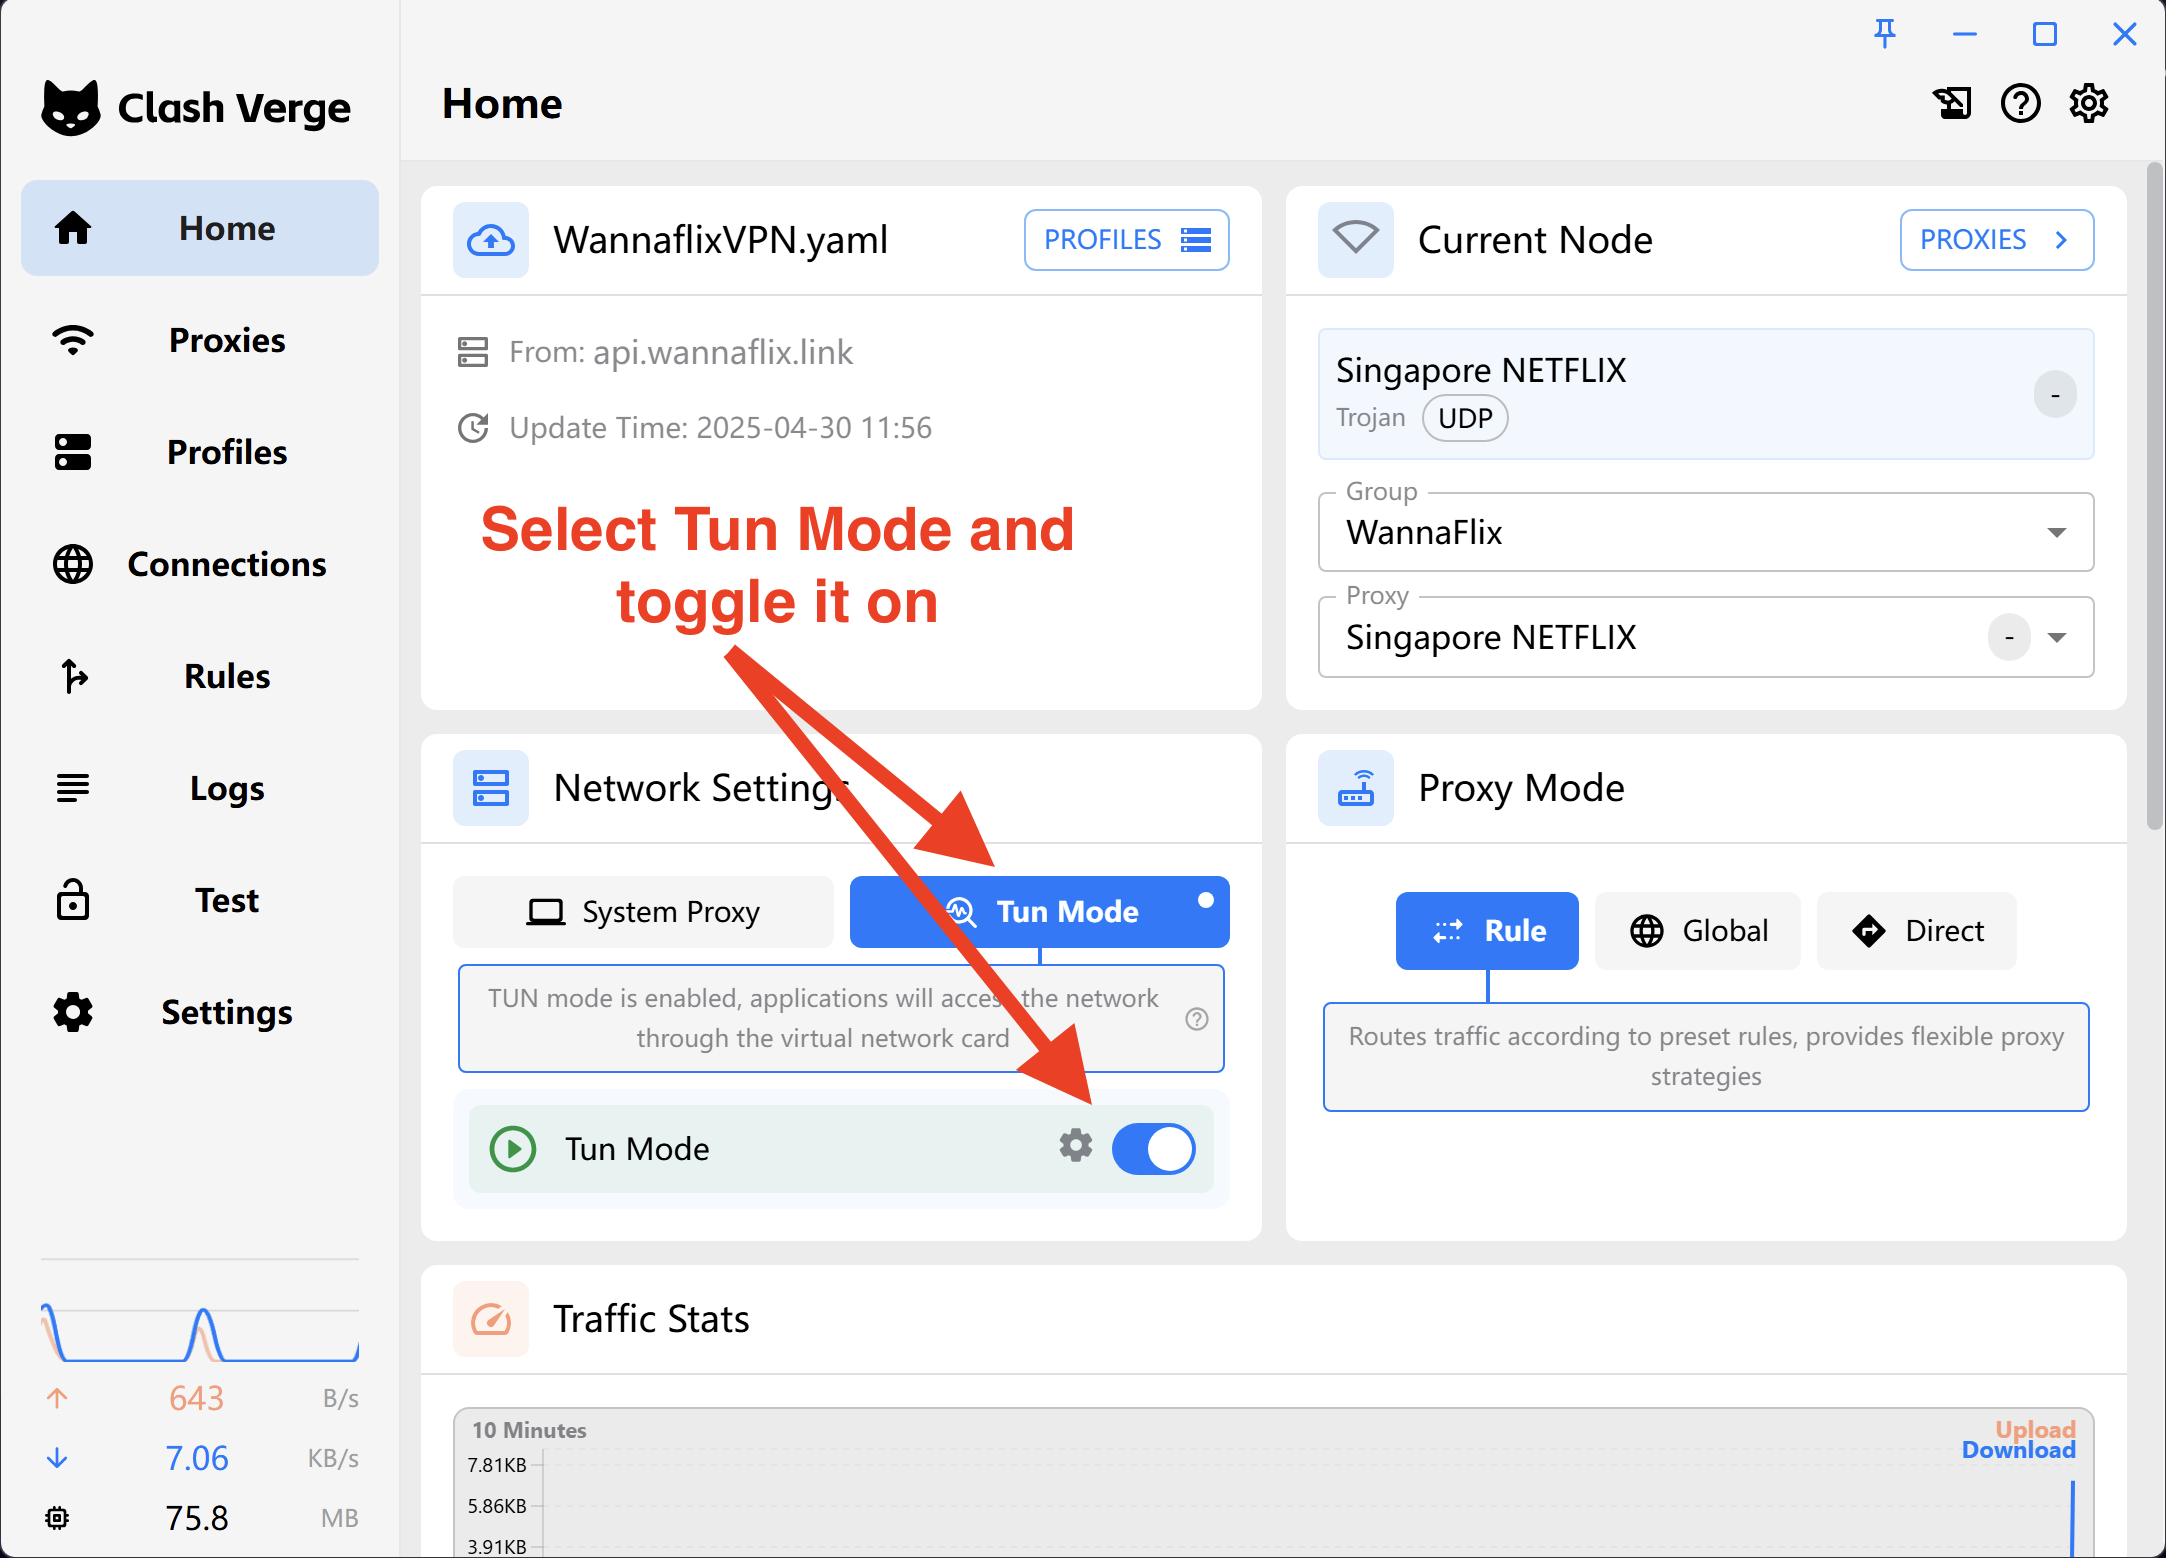 Clash Verge
Home
Home
Proxies
Profiles
Connections
Rules
Logs
Test
Settings
643 B/s
7.06 KB/s
75.8 MB
WannaflixVPN.yaml
PROFILES
From: api.wannaflix.link
Update Time: 2025-04-30 11:56
Select Tun Mode and
toggle it on
Current Node
PROXIES
Singapore NETFLIX
Trojan UDP
-
Group
WannaFlix
Proxy
Singapore NETFLIX
-
Network Settings
System Proxy
Tun Mode
TUN mode is enabled, applications will access the network
through the virtual network card
Tun Mode
Proxy Mode
Rule
Global
Direct
Routes traffic according to preset rules, provides flexible proxy
strategies
Traffic Stats
10 Minutes
Upload
Download
7.81KB
5.86KB
3.91KB